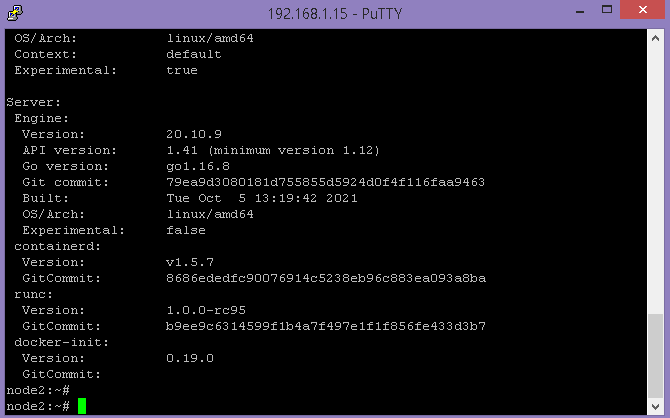 192.168.1.15 - PuTTY
OS/Arch: linux/amd64
Context: default
Experimental: true
Server:
Engine:
Version: 20.10.9
API version: 1.41 (minimum version 1.12)
Go version: go1.16.8
Git commit: 79ea9d3080181d755855d5924d0f4f116faa9463
Built: Tue Oct  5 13:19:42 2021
OS/Arch: linux/amd64
Experimental: false
containerd:
Version: v1.5.7
GitCommit: 8686ededfc90076914c5238eb96c883ea093a8ba
runc:
Version: 1.0.0-rc95
GitCommit: b9ee9c6314599f1b4a7f497e1f1f856fe433d3b7
docker-init:
Version: 0.19.0
GitCommit:
node2:~#
node2:~#